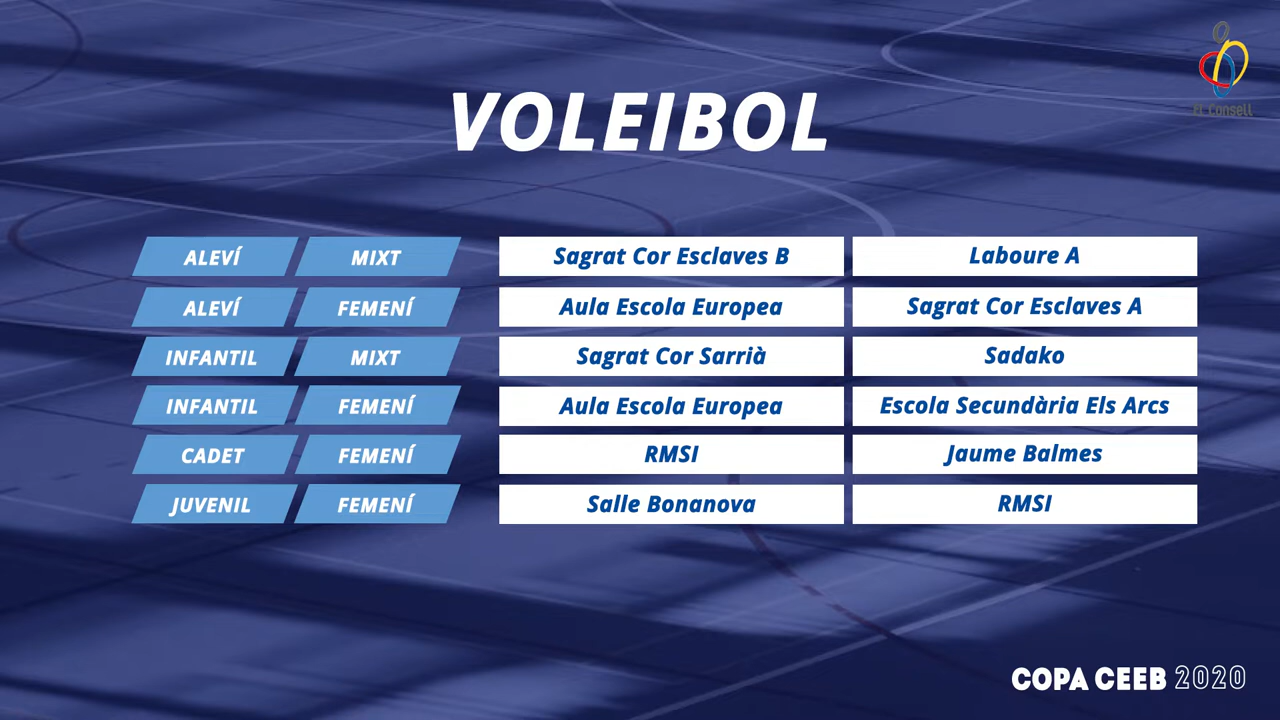 EL Consell
VOLEIBOL
ALEVÍ MIXT Sagrat Cor Esclaves B Laboure A
ALEVÍ FEMENÍ Aula Escola Europea Sagrat Cor Esclaves A
INFANTIL MIXT Sagrat Cor Sarrià Sadako
INFANTIL FEMENÍ Aula Escola Europea Escola Secundària Els Arcs
CADET FEMENÍ RMSI Jaume Balmes
JUVENIL FEMENÍ Salle Bonanova RMSI
COPA CEEB 2020